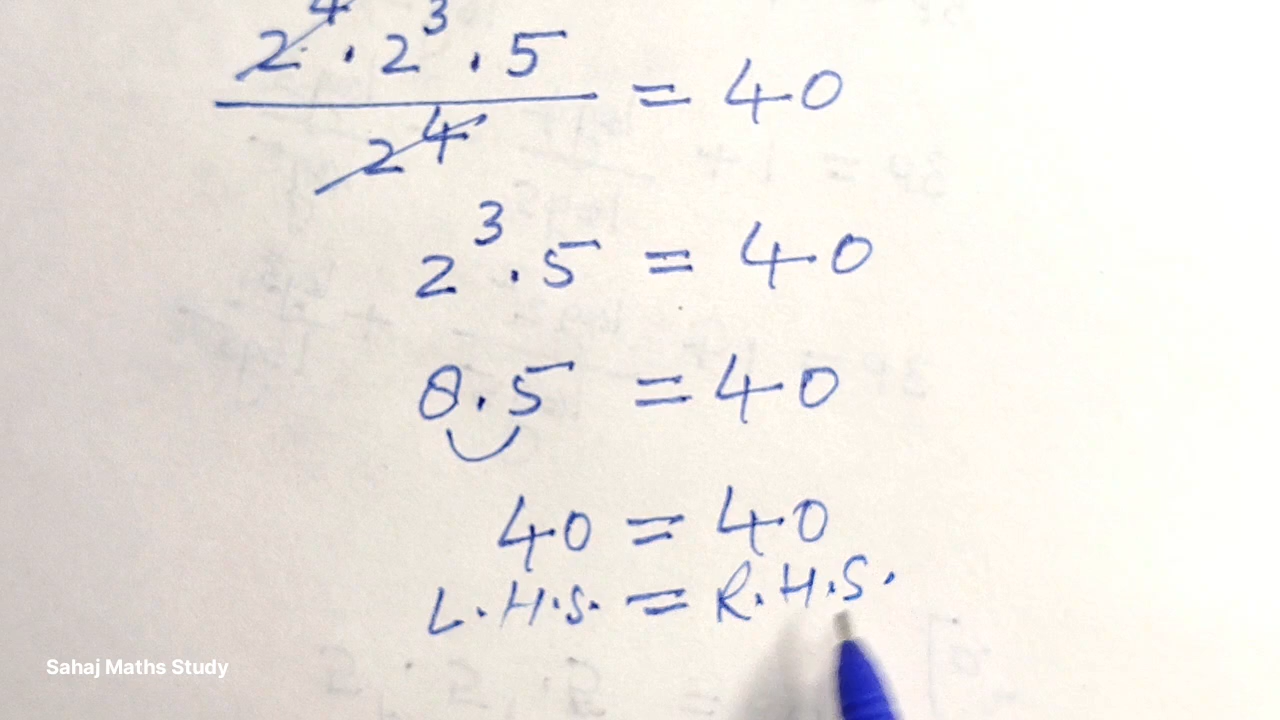 2⁴ · 2³ · 5 / 2⁴ = 40
2³ · 5 = 40
8 . 5 = 40
40 = 40
L.H.S. = R.H.S.
Sahaj Maths Study